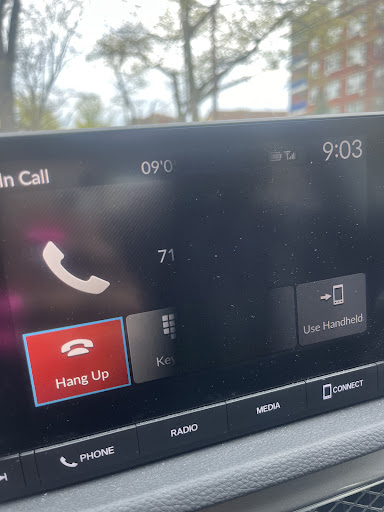 In Call 09'0 9:03
71
Hang Up Key Use Handheld
PHONE RADIO MEDIA CONNECT